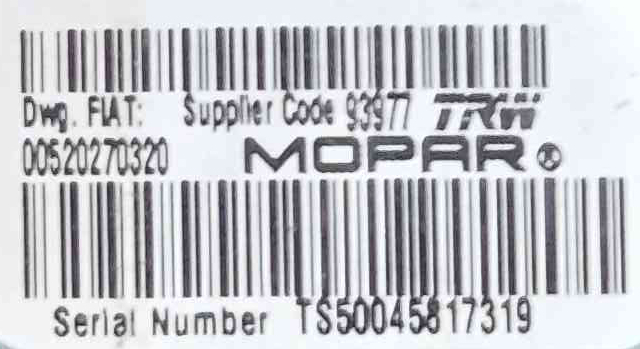 Dwg. FIAT: Supplier Code 93977 TRW
00520270320 MOPAR
Serial Number TS50045817319